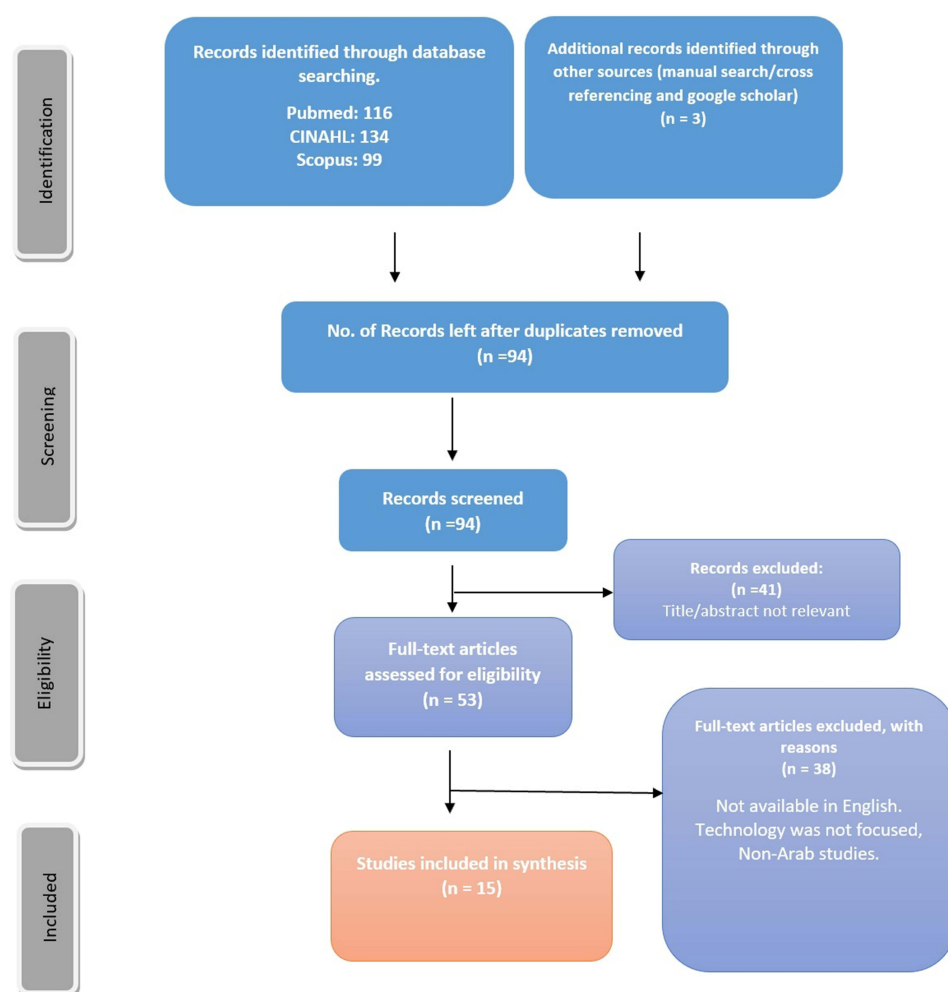 Identification
Records identified through database
searching.
Pubmed: 116
CINAHL: 134
Scopus: 99
Additional records identified through
other sources (manual search/cross
referencing and google scholar)
(n = 3)
Screening
No. of Records left after duplicates removed
(n =94)
Records screened
(n =94)
Records excluded:
(n =41)
Title/abstract not relevant
Eligibility
Full-text articles
assessed for eligibility
(n = 53)
Full-text articles excluded, with
reasons
(n = 38)
Not available in English.
Technology was not focused,
Non-Arab studies.
Included
Studies included in synthesis
(n = 15)